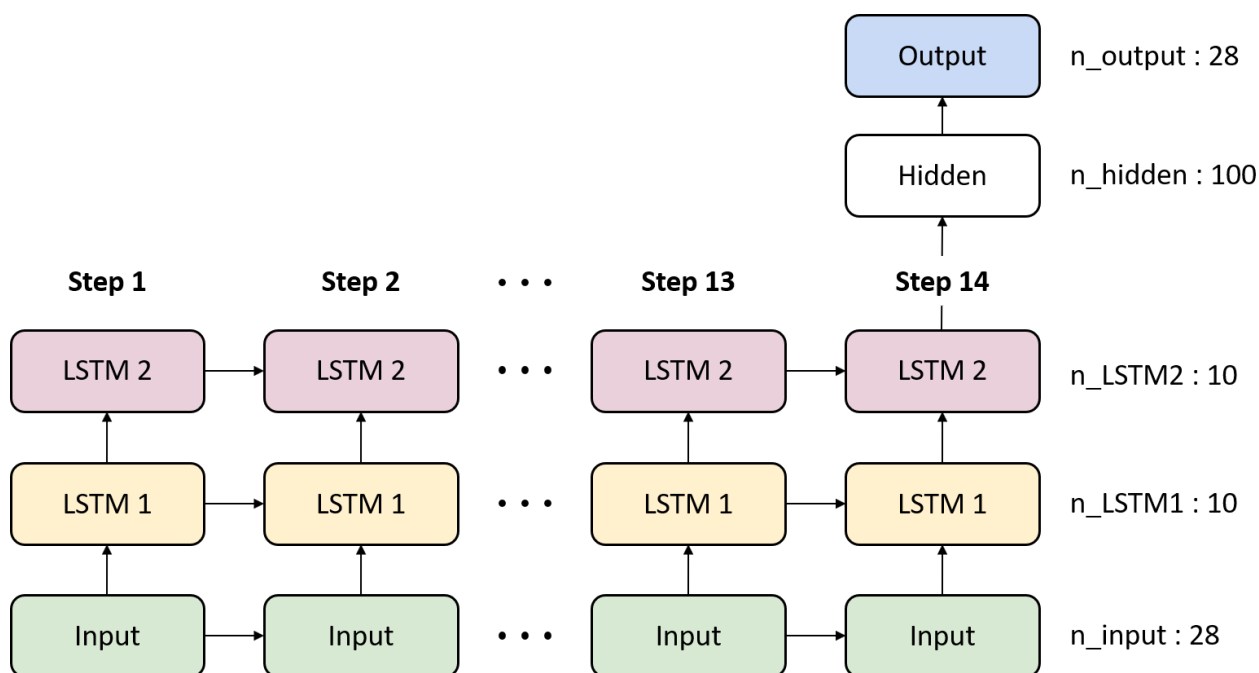 Output
n_output : 28
Hidden
n_hidden : 100
Step 1
Step 2
• • •
Step 13
Step 14
LSTM 2
LSTM 2
• • •
LSTM 2
LSTM 2
n_LSTM2 : 10
LSTM 1
LSTM 1
• • •
LSTM 1
LSTM 1
n_LSTM1 : 10
Input
Input
• • •
Input
Input
n_input : 28